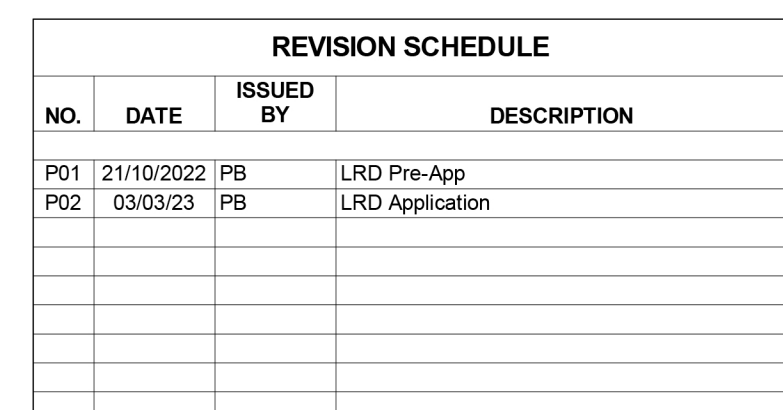 REVISION SCHEDULE
NO. DATE ISSUED BY DESCRIPTION
P01 21/10/2022 PB LRD Pre-App
P02 03/03/23 PB LRD Application